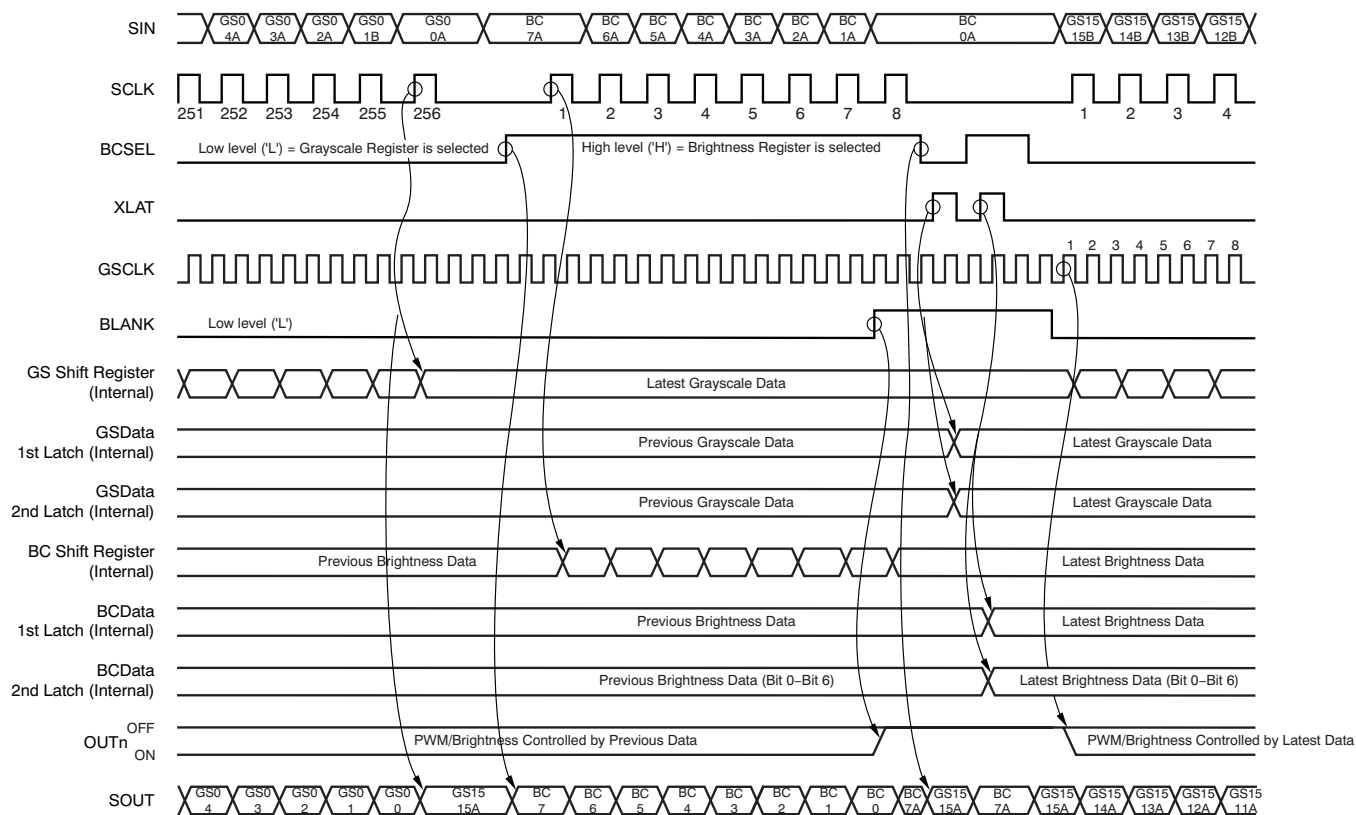 SIN
GS0 GS0 GS0 GS0 GS0 BC BC BC BC BC BC BC BC GS15 GS15 GS15 GS15
4A 3A 2A 1B 0A 7A 6A 5A 4A 3A 2A 1A 0A 15B 14B 13B 12B
SCLK
251 252 253 254 255 256 1 2 3 4 5 6 7 8 1 2 3 4
BCSEL
Low level ('L') = Grayscale Register is selected
High level ('H') = Brightness Register is selected
XLAT
1 2 3 4 5 6 7 8
GSCLK
BLANK
Low level ('L')
GS Shift Register
(Internal)
Latest Grayscale Data
GSData
1st Latch (Internal)
Previous Grayscale Data
Latest Grayscale Data
GSData
2nd Latch (Internal)
Previous Grayscale Data
Latest Grayscale Data
BC Shift Register
(Internal)
Previous Brightness Data
Latest Brightness Data
BCData
1st Latch (Internal)
Previous Brightness Data
Latest Brightness Data
BCData
2nd Latch (Internal)
Previous Brightness Data (Bit 0–Bit 6)
Latest Brightness Data (Bit 0–Bit 6)
OFF
OUTn
ON
PWM/Brightness Controlled by Previous Data
PWM/Brightness Controlled by Latest Data
SOUT
GS0 GS0 GS0 GS0 GS0 GS15 BC BC BC BC BC BC BC BC BC GS15 BC GS15 GS15 GS15 GS15 GS15
4 3 2 1 0 15A 7 6 5 4 3 2 1 0 7A 15A 7A 15A 14A 13A 12A 11A